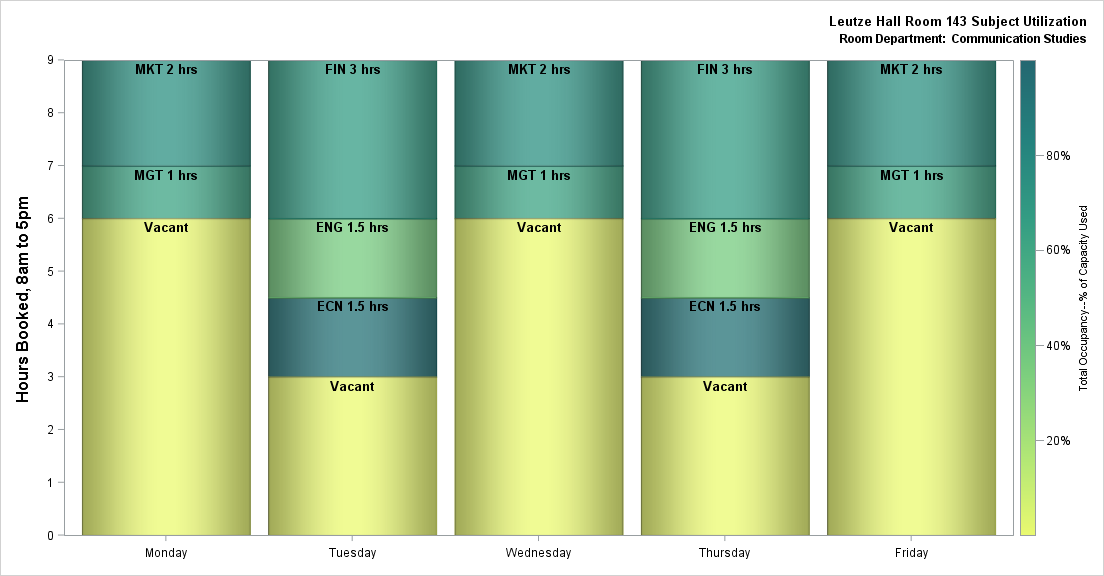 Leutze Hall Room 143 Subject Utilization
Room Department: Communication Studies
Hours Booked, 8am to 5pm
9
8
7
6
5
4
3
2
1
0
MKT 2 hrs
MGT 1 hrs
Vacant
Monday
FIN 3 hrs
ENG 1.5 hrs
ECN 1.5 hrs
Vacant
Tuesday
MKT 2 hrs
MGT 1 hrs
Vacant
Wednesday
FIN 3 hrs
ENG 1.5 hrs
ECN 1.5 hrs
Vacant
Thursday
MKT 2 hrs
MGT 1 hrs
Vacant
Friday
80%
60%
40%
20%
Total Occupancy--% of Capacity Used